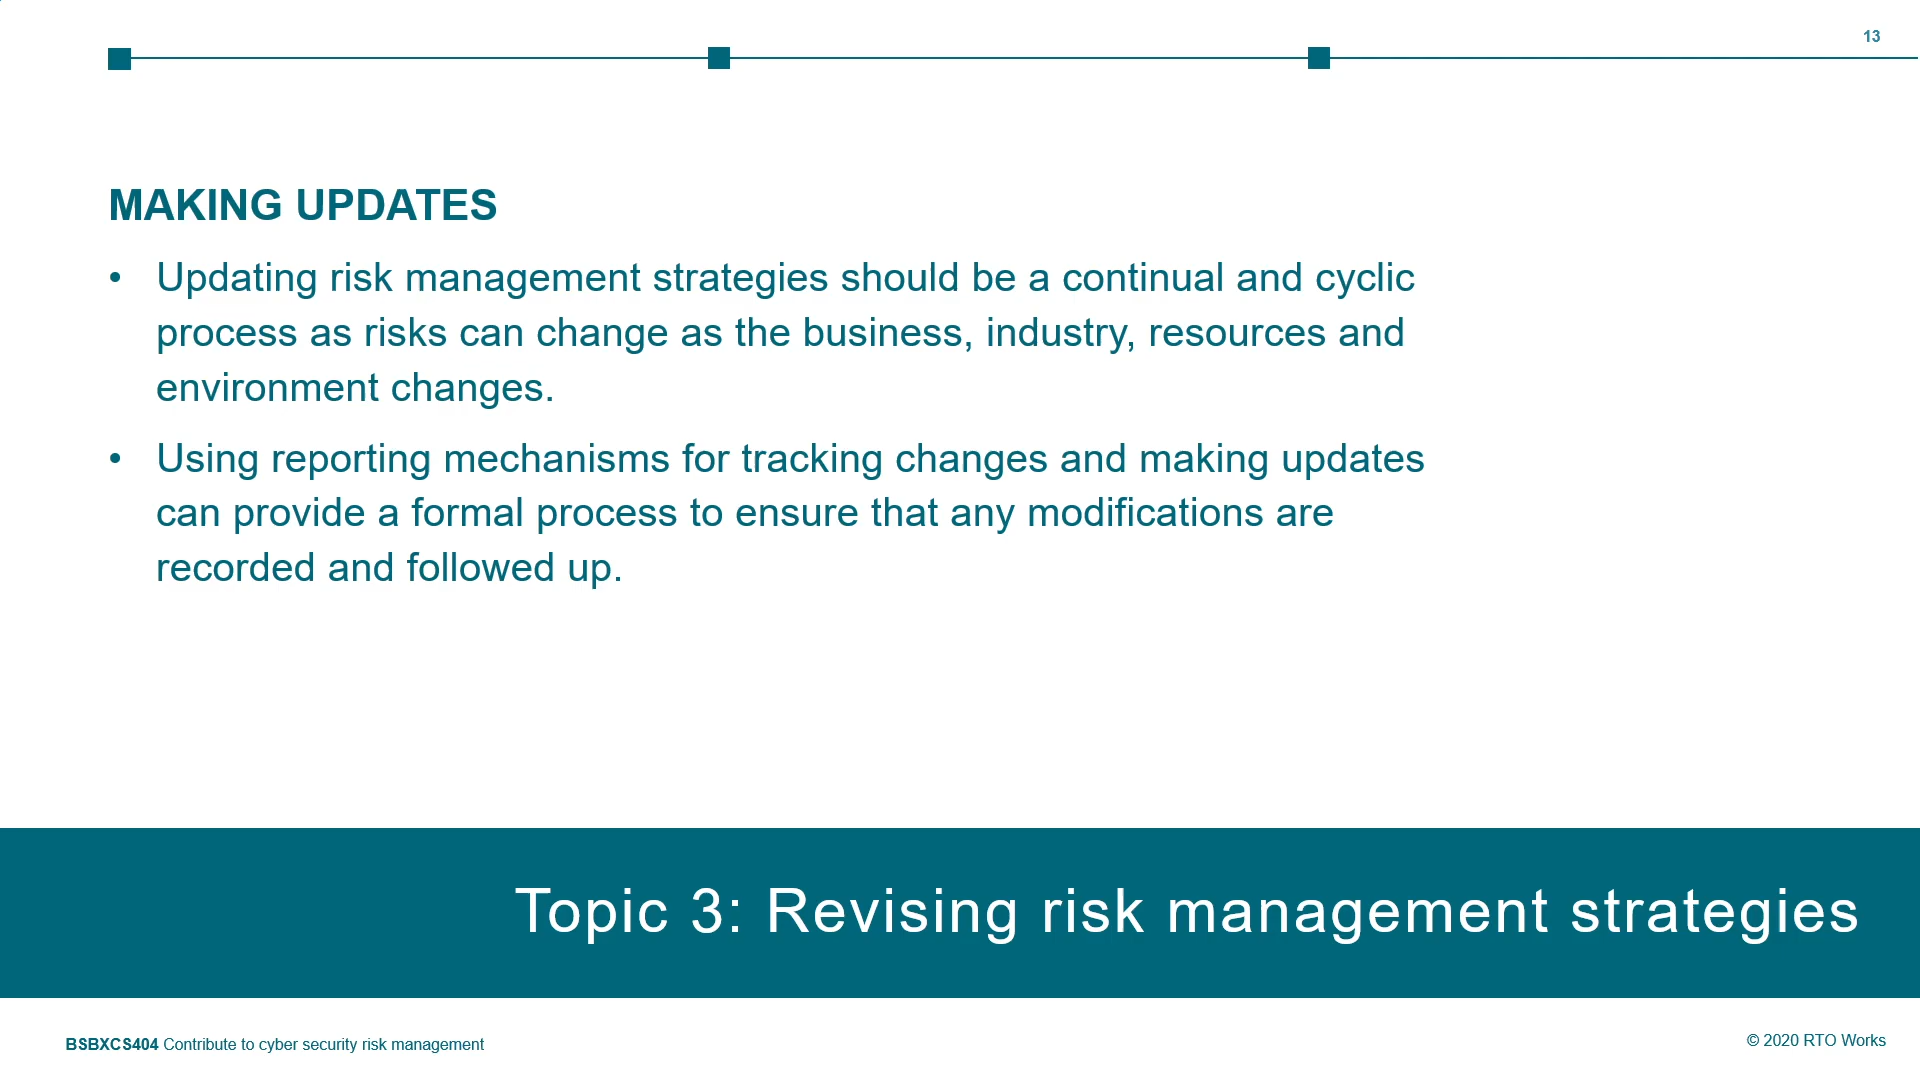 13
MAKING UPDATES
• Updating risk management strategies should be a continual and cyclic
process as risks can change as the business, industry, resources and
environment changes.
• Using reporting mechanisms for tracking changes and making updates
can provide a formal process to ensure that any modifications are
recorded and followed up.
Topic 3: Revising risk management strategies
BSBXCS404 Contribute to cyber security risk management
© 2020 RTO Works